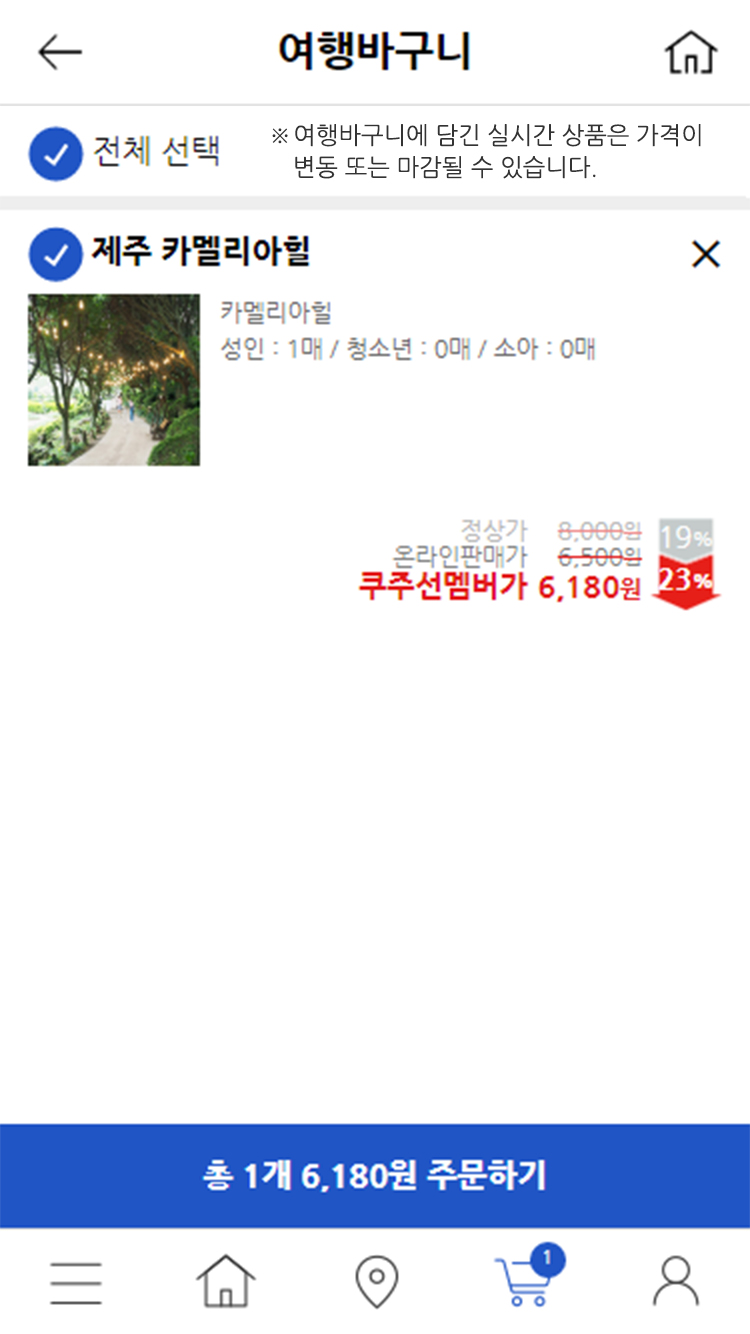 여행바구니
전체 선택
※ 여행바구니에 담긴 실시간 상품은 가격이
변동 또는 마감될 수 있습니다.
제주 카멜리아힐
카멜리아힐
성인 : 1매 / 청소년 : 0매 / 소아 : 0매
정상가 8,000원 19%
온라인판매가 6,500원
쿠주선멤버가 6,180원 23%
총 1개 6,180원 주문하기
1